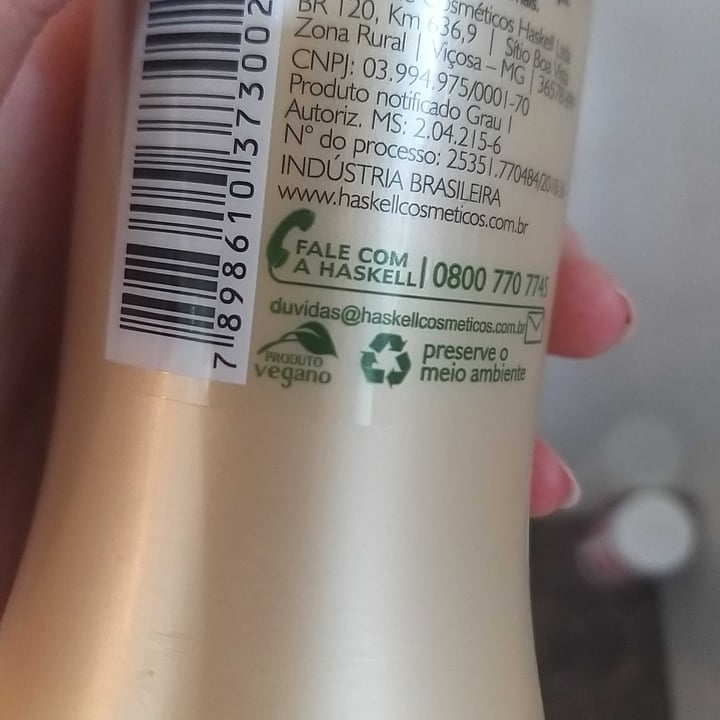 Cosméticos Haskell Ltda
BR 120, Km 636,9 | Sítio Boa Vista
Zona Rural | Viçosa – MG |
CNPJ: 03.994.975/0001-70
Produto notificado Grau I
Autoriz. MS: 2.04.215-6
Nº do processo: 25351.770484/
INDÚSTRIA BRASILEIRA
www.haskellcosmeticos.com.br
FALE COM
A HASKELL | 0800 770 7745
duvidas@haskellcosmeticos.com.br
PRODUTO
vegano
preserve o
meio ambiente
7 898610 373002